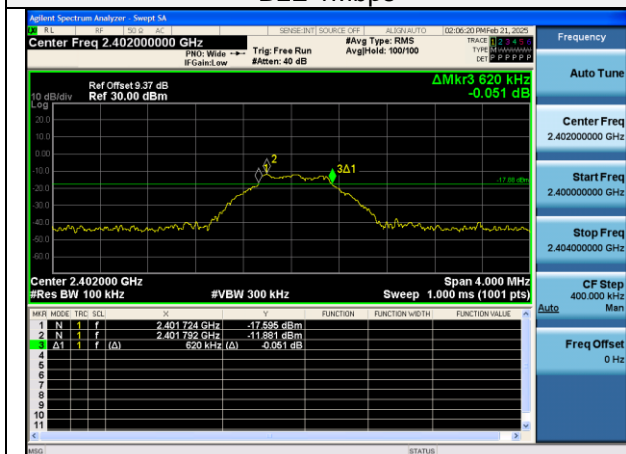 Agilent Spectrum Analyzer - Swept SA
RL RF 50 Ω AC SENSE:INT SOURCE OFF ALIGNAUTO 02:06:20 PM Feb 21, 2025
Center Freq 2.402000000 GHz
PNO: Wide
IFGain:Low
Trig: Free Run
#Atten: 40 dB
#Avg Type: RMS
Avg|Hold: 100/100
TRACE 1 2 3 4 5 6
TYPE M
DET P P P P P P
Ref Offset 9.37 dB
10 dB/div Ref 30.00 dBm
ΔMkr3 620 kHz
-0.051 dB
Log
20.0
10.0
0.00
-10.0
-20.0
-30.0
-40.0
-50.0
-60.0
1
2
3Δ1
-17.88 dBm
Center 2.402000 GHz Span 4.000 MHz
#Res BW 100 kHz #VBW 300 kHz Sweep 1.000 ms (1001 pts)
MKR MODE TRC SCL X Y FUNCTION FUNCTION WIDTH FUNCTION VALUE
1 N 1 f 2.401 724 GHz -17.595 dBm
2 N 1 f 2.401 792 GHz -11.881 dBm
3 Δ1 1 f (Δ) 620 kHz (Δ) -0.051 dB
4
5
6
7
8
9
10
11
MSG STATUS
Frequency
Auto Tune
Center Freq
2.402000000 GHz
Start Freq
2.400000000 GHz
Stop Freq
2.404000000 GHz
CF Step
400.000 kHz
Auto Man
Freq Offset
0 Hz